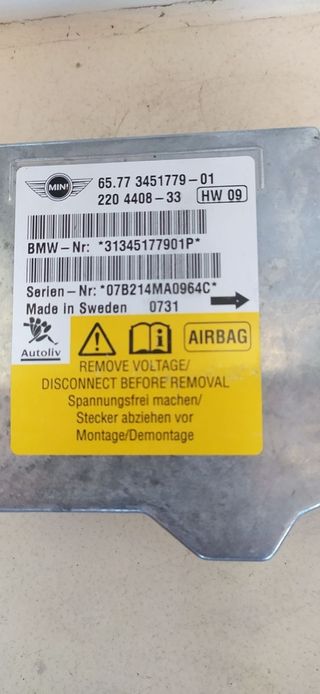 MINI
65.77 3451779-01
220 4408-33 HW 09
BMW-Nr: *31345177901P*
Serien-Nr: *07B214MA0964C*
Made in Sweden 0731
Autoliv
AIRBAG
REMOVE VOLTAGE/
DISCONNECT BEFORE REMOVAL
Spannungsfrei machen/
Stecker abziehen vor
Montage/Demontage